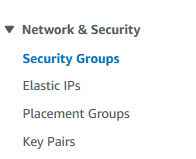 Network & Security
Security Groups
Elastic IPs
Placement Groups
Key Pairs